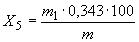 X₅ = m₁·0,343·100 / m